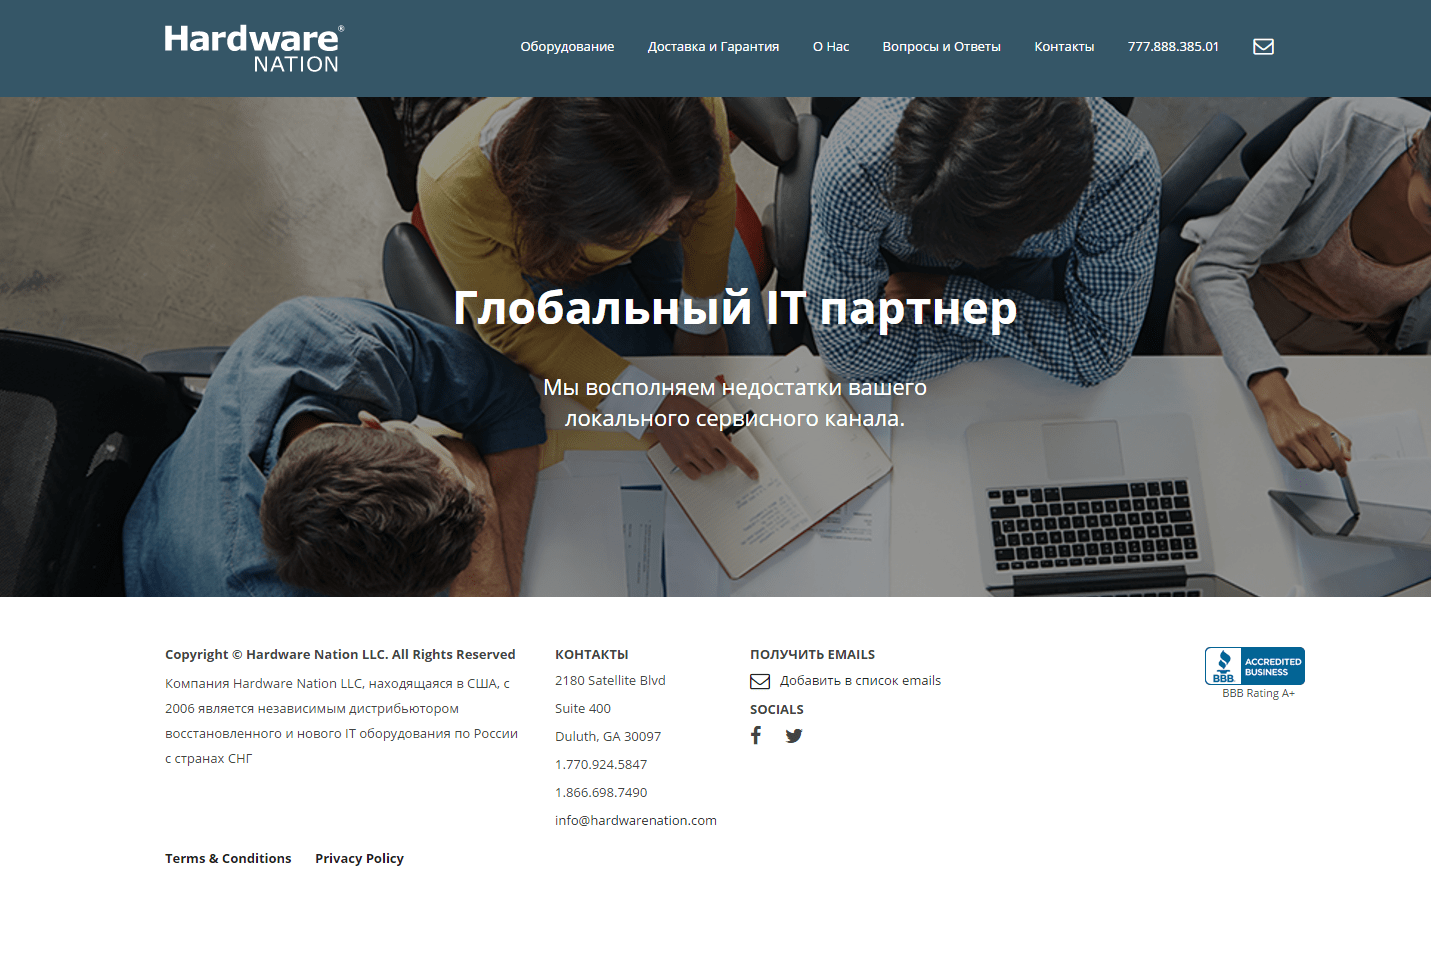 Hardware®
NATION
Оборудование
Доставка и Гарантия
О Нас
Вопросы и Ответы
Контакты
777.888.385.01
Глобальный IT партнер
Мы восполняем недостатки вашего
локального сервисного канала.
Copyright © Hardware Nation LLC. All Rights Reserved
Компания Hardware Nation LLC, находящаяся в США, с
2006 является независимым дистрибьютором
восстановленного и нового IT оборудования по России
с странах СНГ
КОНТАКТЫ
2180 Satellite Blvd
Suite 400
Duluth, GA 30097
1.770.924.5847
1.866.698.7490
info@hardwarenation.com
ПОЛУЧИТЬ EMAILS
Добавить в список emails
SOCIALS
BBB.
ACCREDITED
BUSINESS
BBB Rating A+
Terms & Conditions
Privacy Policy